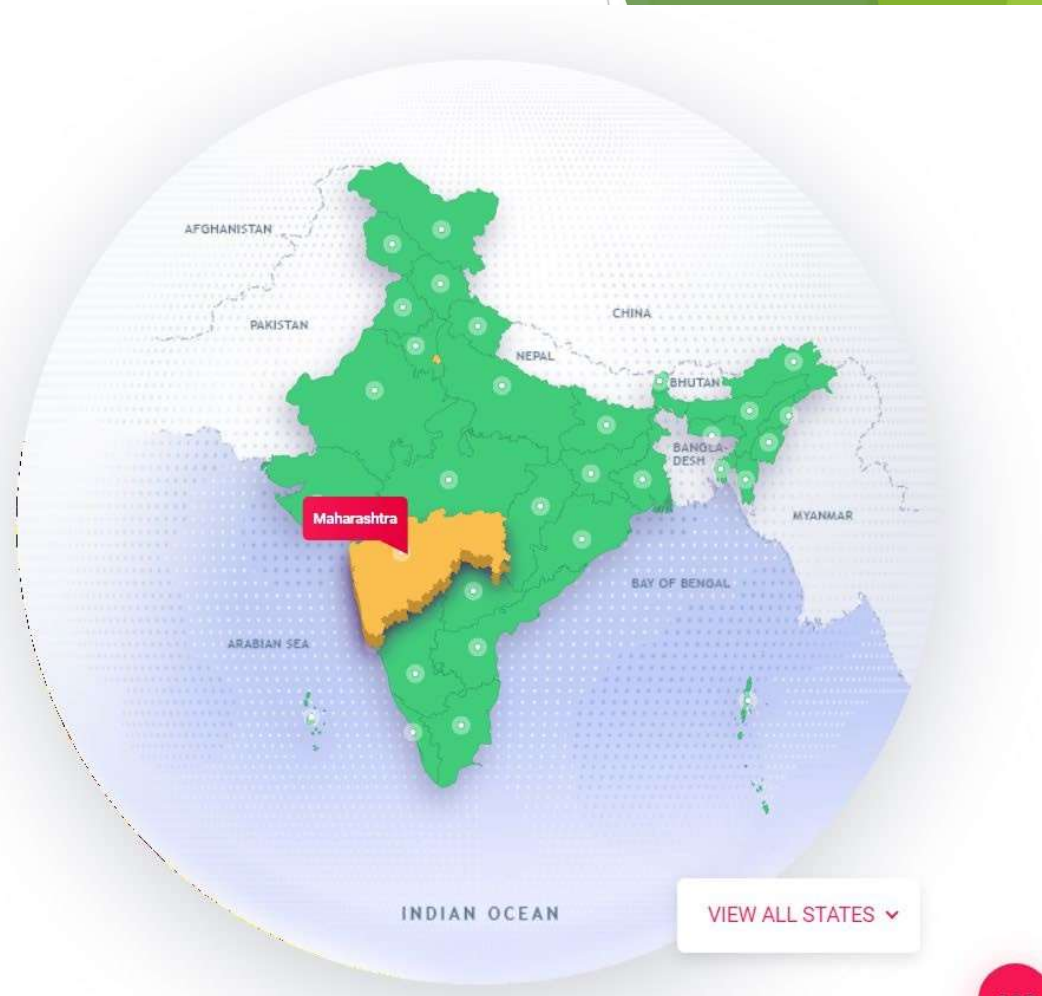 AFGHANISTAN
PAKISTAN
CHINA
NEPAL
BHUTAN
BANGLA-
DESH
MYANMAR
Maharashtra
BAY OF BENGAL
ARABIAN SEA
INDIAN OCEAN
VIEW ALL STATES